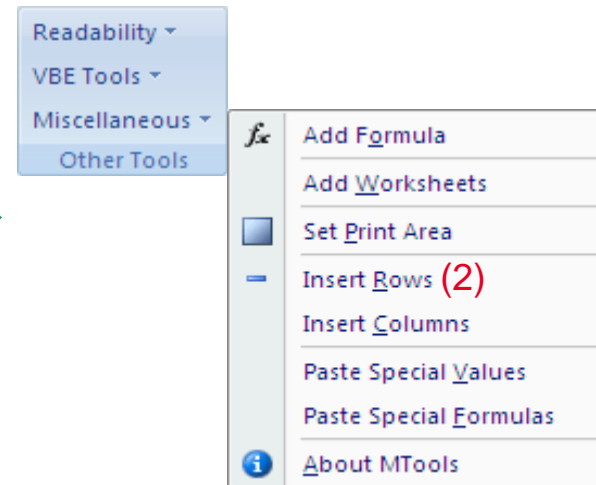 Readability
VBE Tools
Miscellaneous
Other Tools
fx Add Formula
Add Worksheets
Set Print Area
Insert Rows (2)
Insert Columns
Paste Special Values
Paste Special Formulas
About MTools